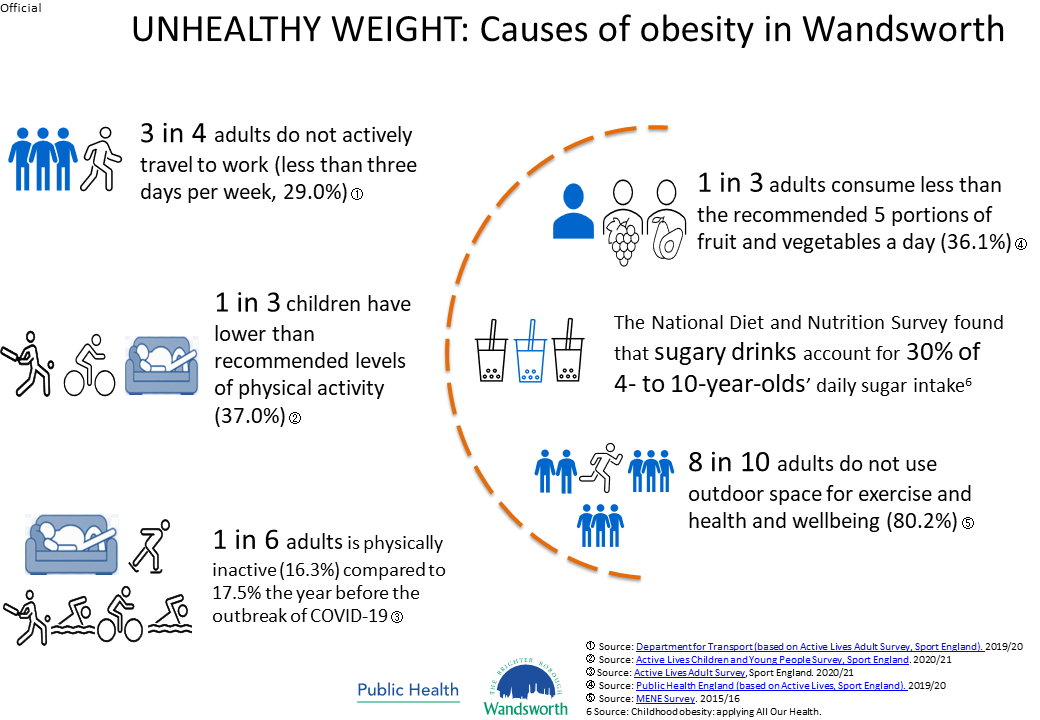 Official
UNHEALTHY WEIGHT: Causes of obesity in Wandsworth
3 in 4 adults do not actively
travel to work (less than three
days per week, 29.0%) ①
1 in 3 children have
lower than
recommended levels
of physical activity
(37.0%) ②
1 in 6 adults is physically
inactive (16.3%) compared to
17.5% the year before the
outbreak of COVID-19 ③
1 in 3 adults consume less than
the recommended 5 portions of
fruit and vegetables a day (36.1%) ④
The National Diet and Nutrition Survey found
that sugary drinks account for 30% of
4- to 10-year-olds’ daily sugar intake⁶
8 in 10 adults do not use
outdoor space for exercise and
health and wellbeing (80.2%) ⑤
Public Health
THE BRIGHTER BOROUGH
Wandsworth
① Source: Department for Transport (based on Active Lives Adult Survey, Sport England). 2019/20
② Source: Active Lives Children and Young People Survey, Sport England. 2020/21
③ Source: Active Lives Adult Survey, Sport England. 2020/21
④ Source: Public Health England (based on Active Lives, Sport England). 2019/20
⑤ Source: MENE Survey. 2015/16
6 Source: Childhood obesity: applying All Our Health.